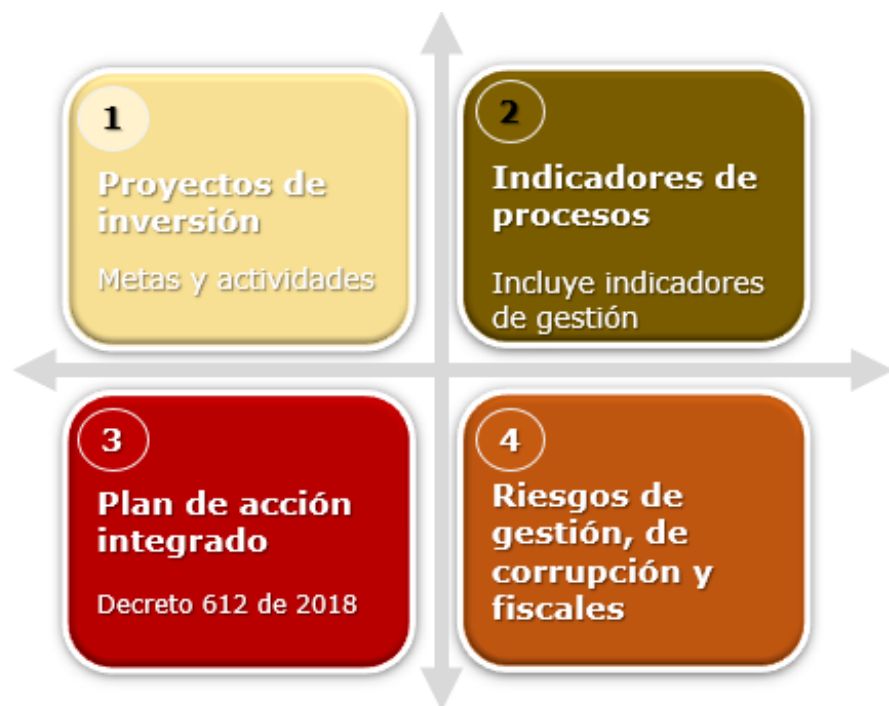 1
Proyectos de
inversión
Metas y actividades
2
Indicadores de
procesos
Incluye indicadores
de gestión
3
Plan de acción
integrado
Decreto 612 de 2018
4
Riesgos de
gestión, de
corrupción y
fiscales